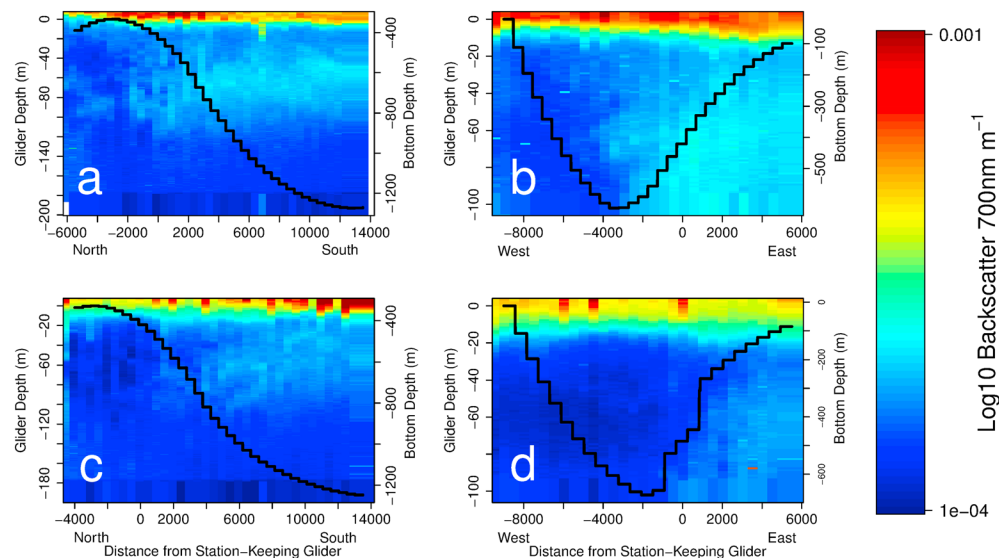 0
−40
−80
−140
−200
Glider Depth (m)
a
−400
−800
−1200
Bottom Depth (m)
−6000
−2000
2000
6000
10000
14000
North
South
0
−20
−40
−60
−80
−100
Glider Depth (m)
b
−100
−300
−500
Bottom Depth (m)
−8000
−4000
0
2000
6000
West
East
−20
−60
−120
−180
Glider Depth (m)
c
−400
−800
−1200
Bottom Depth (m)
−4000
0
2000
6000
10000
14000
North
South
Distance from Station−Keeping Glider
0
−20
−40
−60
−80
−100
Glider Depth (m)
d
0
−200
−400
−600
Bottom Depth (m)
−8000
−4000
0
2000
6000
West
East
Distance from Station−Keeping Glider
0.001
1e−04
Log10 Backscatter 700nm m⁻¹